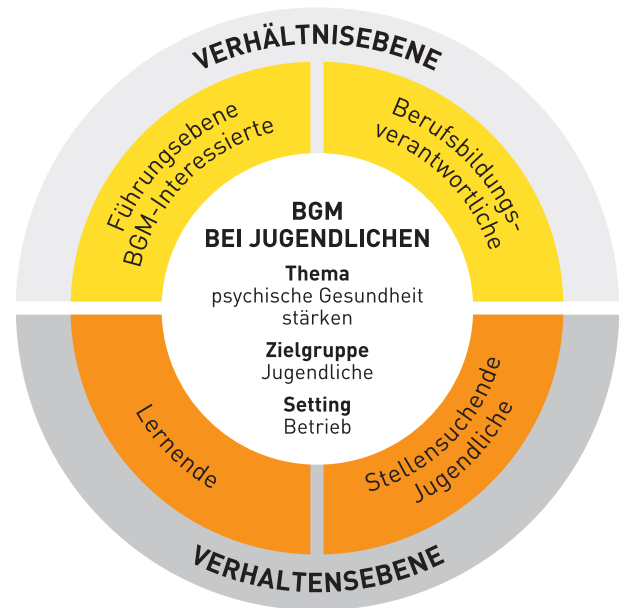 VERHÄLTNISEBENE
Führungsebene
BGM-Interessierte
Berufsbildungs-
verantwortliche
BGM
BEI JUGENDLICHEN
Thema
psychische Gesundheit
stärken
Zielgruppe
Jugendliche
Setting
Betrieb
Lernende
Stellensuchende
Jugendliche
VERHALTENSEBENE